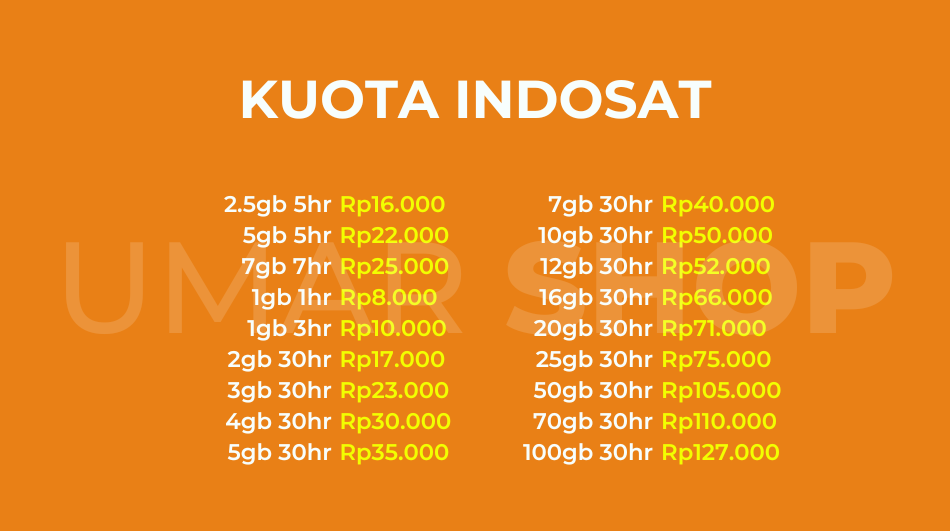 KUOTA INDOSAT
2.5gb 5hr Rp16.000
5gb 5hr Rp22.000
7gb 7hr Rp25.000
1gb 1hr Rp8.000
1gb 3hr Rp10.000
2gb 30hr Rp17.000
3gb 30hr Rp23.000
4gb 30hr Rp30.000
5gb 30hr Rp35.000
7gb 30hr Rp40.000
10gb 30hr Rp50.000
12gb 30hr Rp52.000
16gb 30hr Rp66.000
20gb 30hr Rp71.000
25gb 30hr Rp75.000
50gb 30hr Rp105.000
70gb 30hr Rp110.000
100gb 30hr Rp127.000
UMAR SHOP